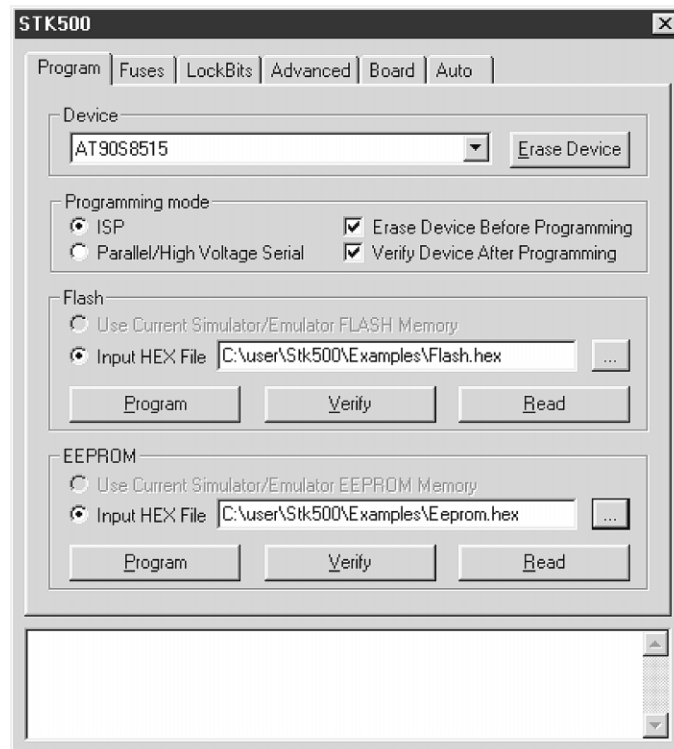 STK500
Program Fuses LockBits Advanced Board Auto
Device
AT90S8515 Erase Device
Programming mode
ISP Erase Device Before Programming
Parallel/High Voltage Serial Verify Device After Programming
Flash
Use Current Simulator/Emulator FLASH Memory
Input HEX File C:\user\Stk500\Examples\Flash.hex ...
Program Verify Read
EEPROM
Use Current Simulator/Emulator EEPROM Memory
Input HEX File C:\user\Stk500\Examples\Eeprom.hex ...
Program Verify Read